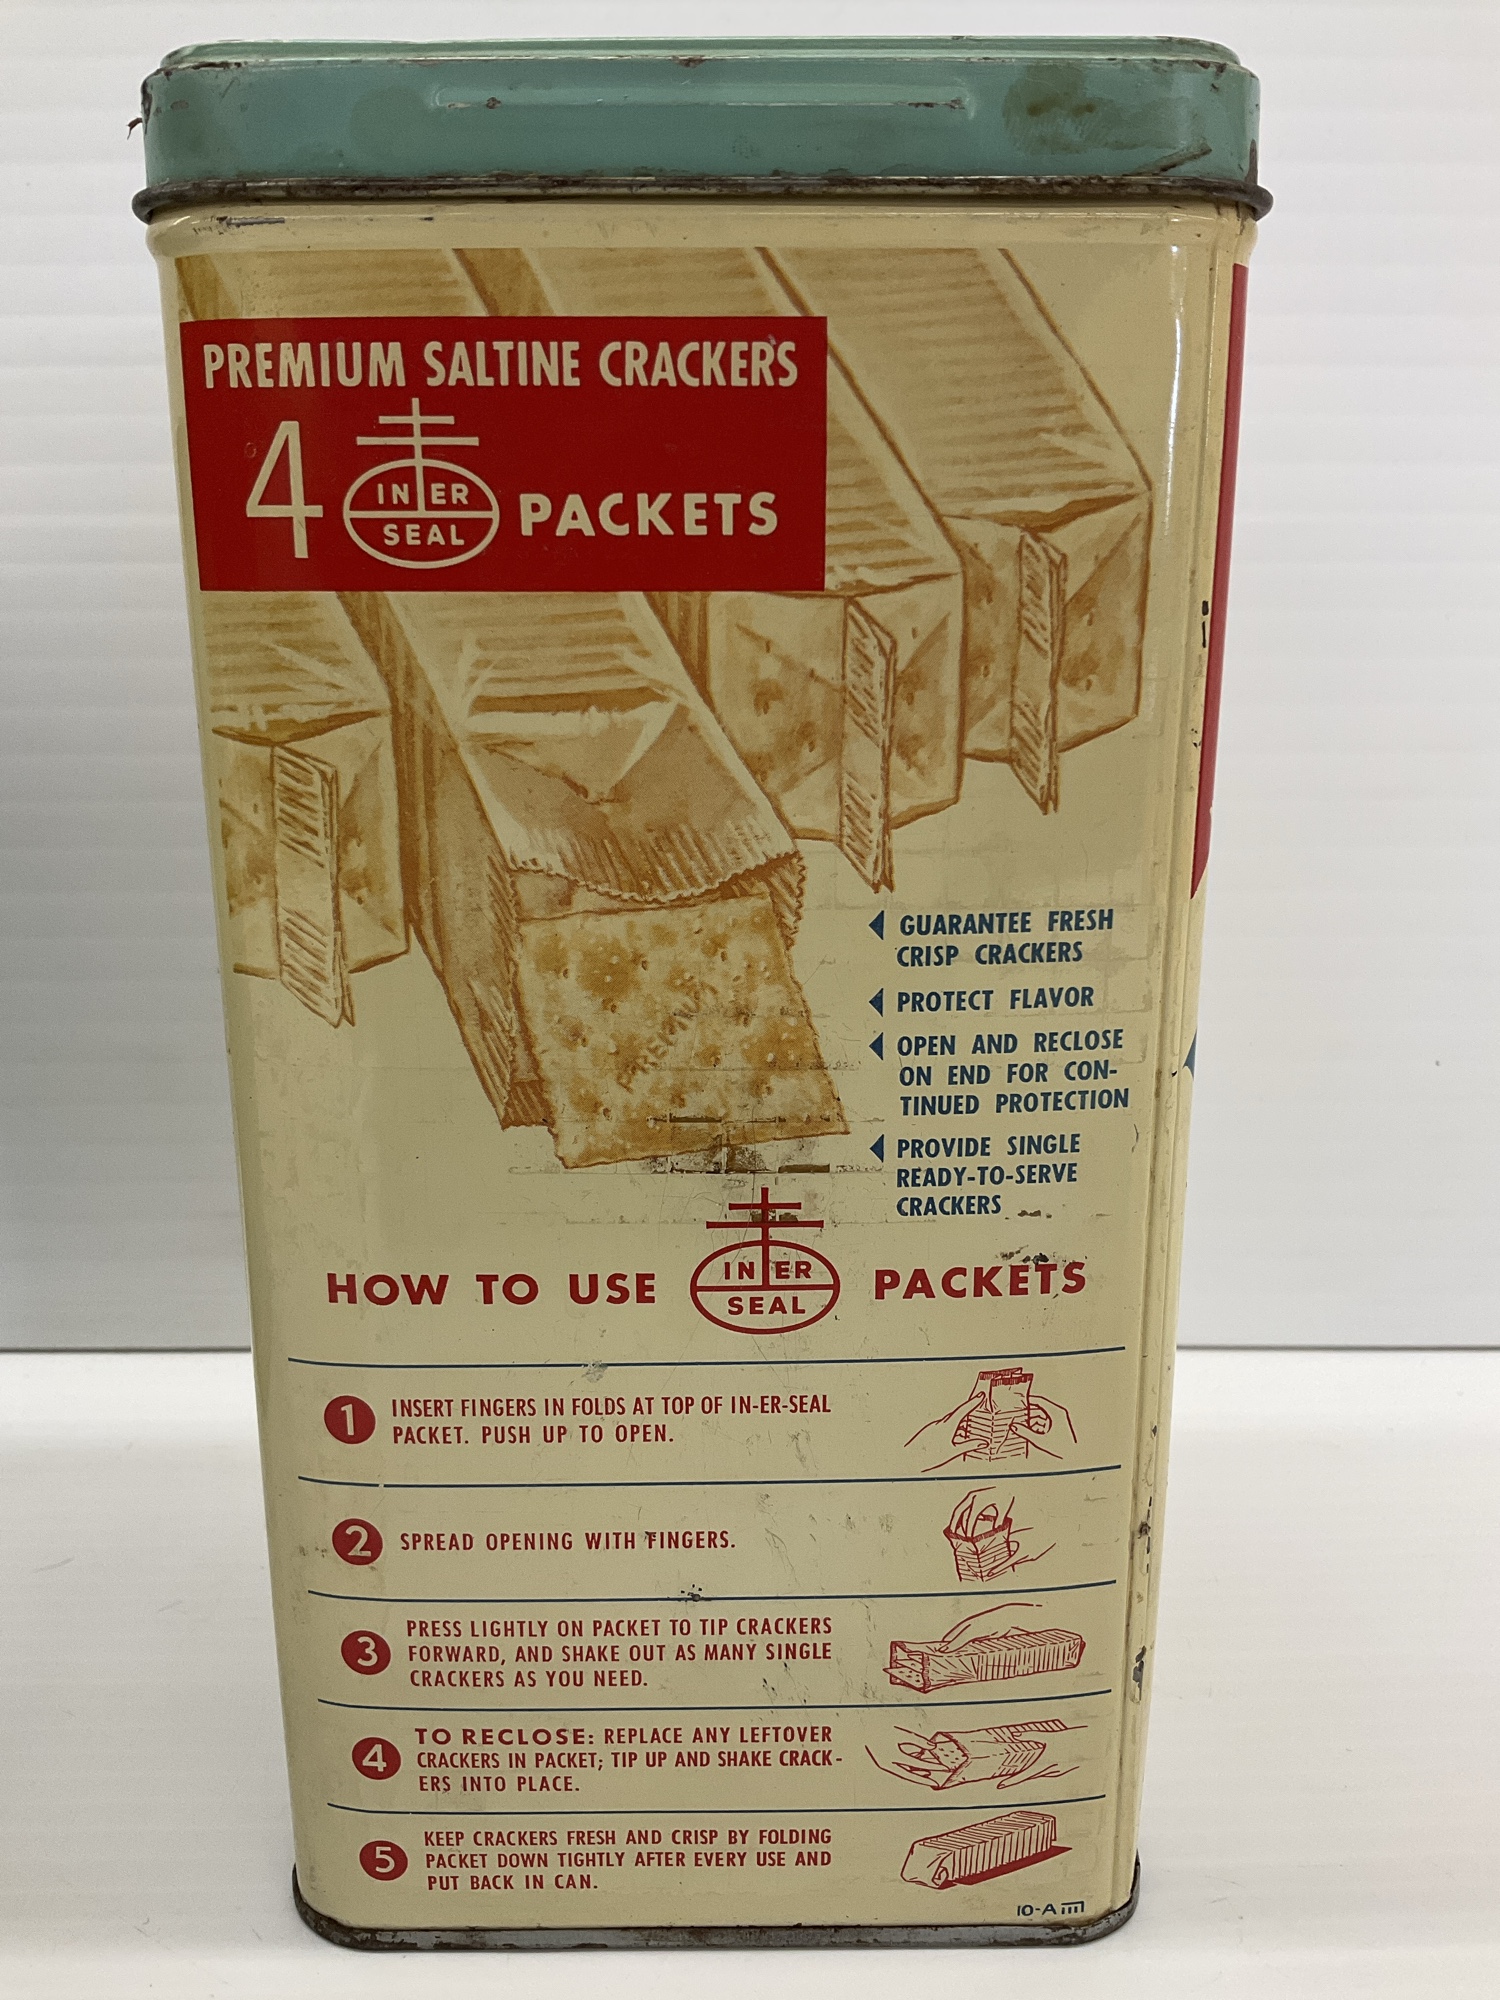 PREMIUM SALTINE CRACKERS
4 IN ER SEAL PACKETS
PREMIUM
GUARANTEE FRESH
CRISP CRACKERS
PROTECT FLAVOR
OPEN AND RECLOSE
ON END FOR CON-
TINUED PROTECTION
PROVIDE SINGLE
READY-TO-SERVE
CRACKERS
HOW TO USE IN ER SEAL PACKETS
1 INSERT FINGERS IN FOLDS AT TOP OF IN-ER-SEAL
PACKET. PUSH UP TO OPEN.
2 SPREAD OPENING WITH FINGERS.
3 PRESS LIGHTLY ON PACKET TO TIP CRACKERS
FORWARD, AND SHAKE OUT AS MANY SINGLE
CRACKERS AS YOU NEED.
4 TO RECLOSE: REPLACE ANY LEFTOVER
CRACKERS IN PACKET; TIP UP AND SHAKE CRACK-
ERS INTO PLACE.
5 KEEP CRACKERS FRESH AND CRISP BY FOLDING
PACKET DOWN TIGHTLY AFTER EVERY USE AND
PUT BACK IN CAN.
10-A